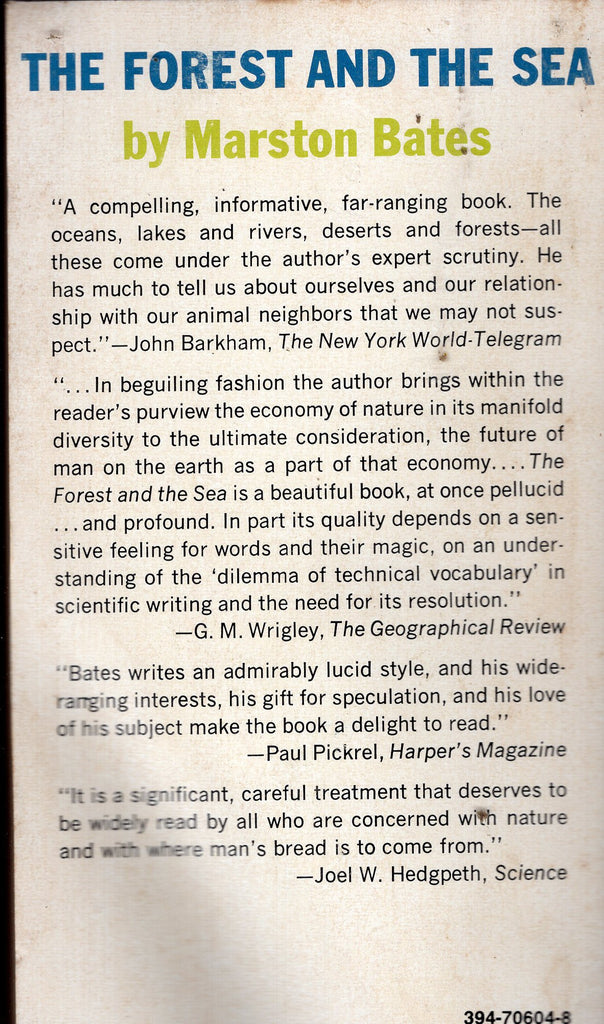 THE FOREST AND THE SEA
by Marston Bates
"A compelling, informative, far-ranging book. The
oceans, lakes and rivers, deserts and forests—all
these come under the author's expert scrutiny. He
has much to tell us about ourselves and our relation-
ship with our animal neighbors that we may not sus-
pect."—John Barkham, The New York World-Telegram
"...In beguiling fashion the author brings within the
reader's purview the economy of nature in its manifold
diversity to the ultimate consideration, the future of
man on the earth as a part of that economy....The
Forest and the Sea is a beautiful book, at once pellucid
...and profound. In part its quality depends on a sen-
sitive feeling for words and their magic, on an under-
standing of the 'dilemma of technical vocabulary' in
scientific writing and the need for its resolution."
—G. M. Wrigley, The Geographical Review
"Bates writes an admirably lucid style, and his wide-
ranging interests, his gift for speculation, and his love
of his subject make the book a delight to read."
—Paul Pickrel, Harper's Magazine
"It is a significant, careful treatment that deserves to
be widely read by all who are concerned with nature
and with where man's bread is to come from."
—Joel W. Hedgpeth, Science
394-70604-8